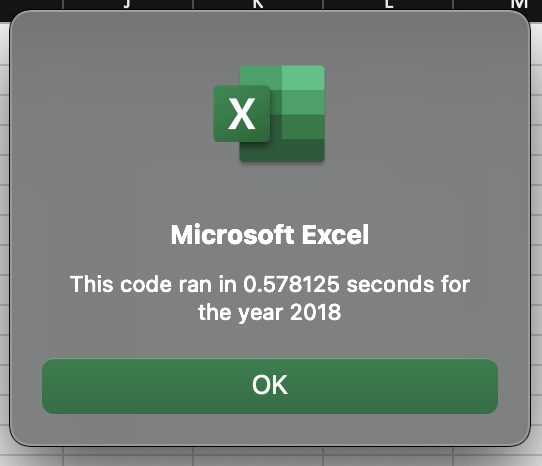 J K L M
X
Microsoft Excel
This code ran in 0.578125 seconds for
the year 2018
OK